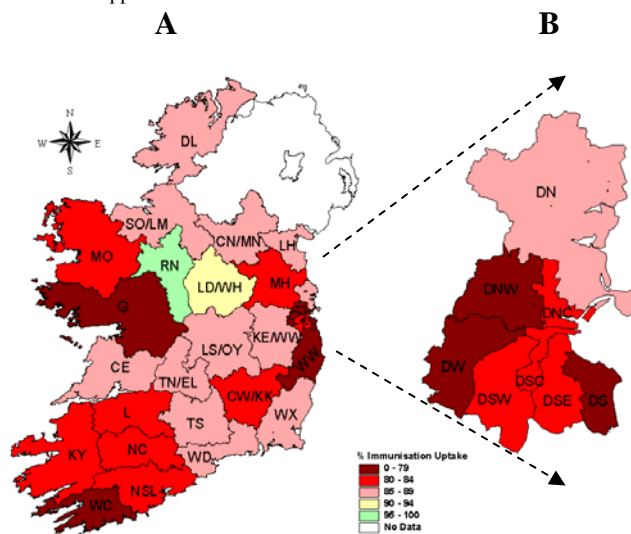 A
B
N
W E
S
DL
SO/LM
CN/MN
LH
MO
RN
LD/WH
MH
G
KE/WW
LS/OY
WW
CE
TN/EL
CW/KK
L
TS
WX
KY
NC
WD
NSL
WC
DN
DNW
DNC
DW
DSC
DSW
DSE
DS
% Immunisation Uptake
0 - 79
80 - 84
85 - 89
90 - 94
95 - 100
No Data